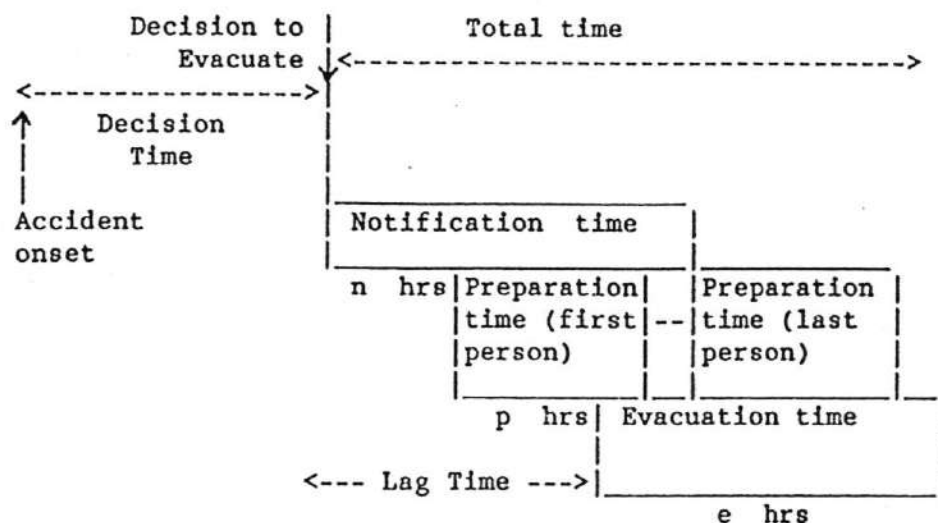 Decision to
Evacuate
Total time
Decision
Time
Accident
onset
Notification time
n hrs
Preparation
time (first
person)
--
Preparation
time (last
person)
p hrs
Evacuation time
<--- Lag Time --->
e hrs